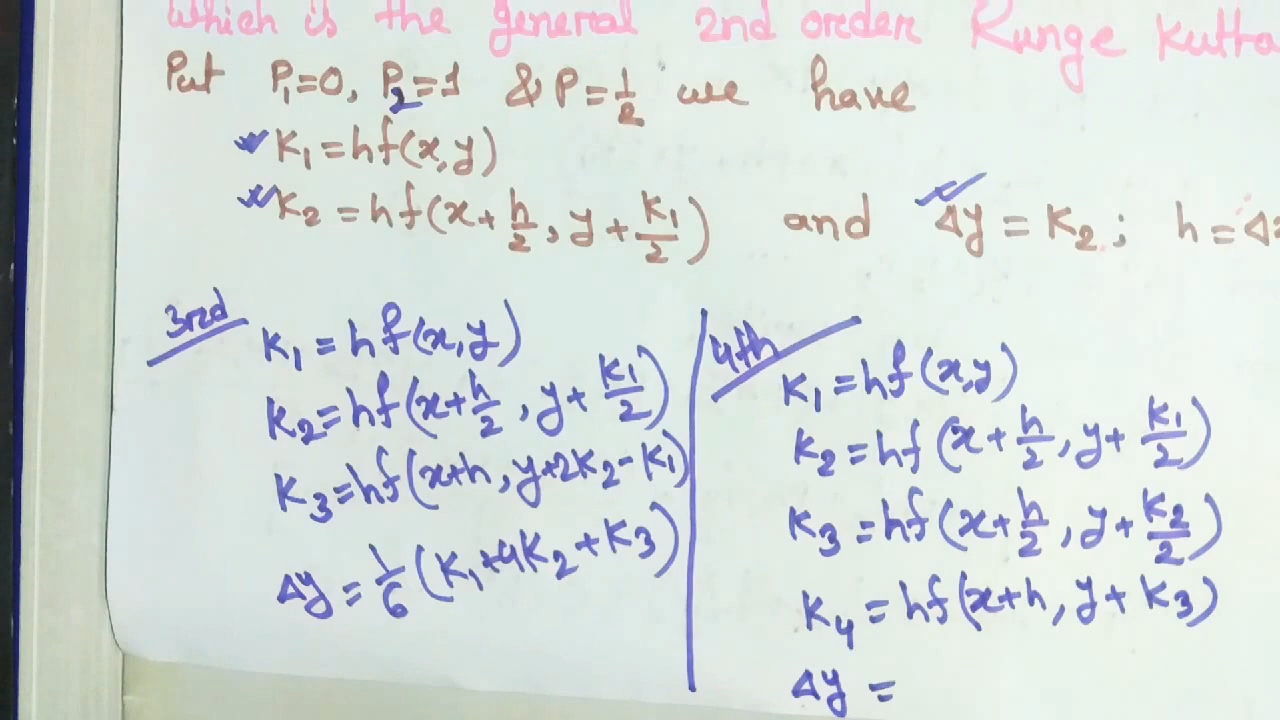 Which is the general 2nd order Runge Kutta
Put P₁=0, P₂=1 & P=1/2 we have
K₁=hf(x,y)
K₂=hf(x+h/2, y+K₁/2) and Δy=K₂; h=Δ
3rd
K₁=hf(x,y)
K₂=hf(x+h/2, y+K₁/2)
K₃=hf(x+h, y+2K₂-K₁)
Δy=1/6(K₁+4K₂+K₃)
4th
K₁=hf(x,y)
K₂=hf(x+h/2, y+K₁/2)
K₃=hf(x+h/2, y+K₂/2)
K₄=hf(x+h, y+K₃)
Δy=